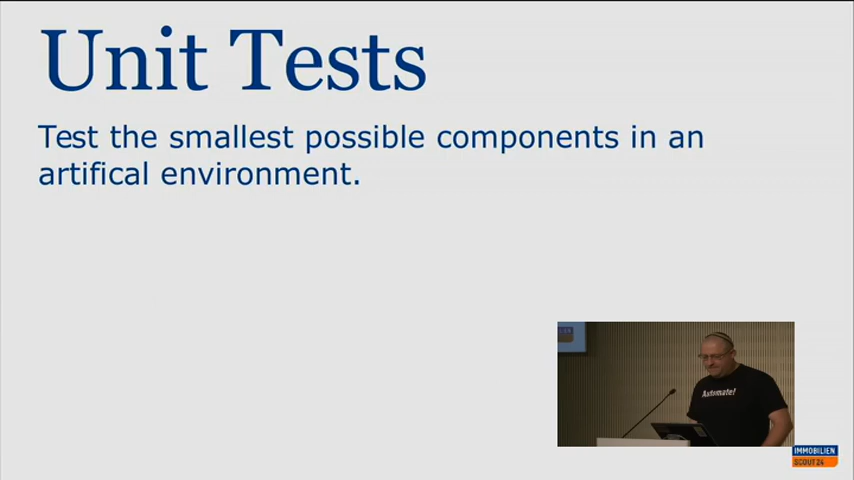 Unit Tests
Test the smallest possible components in an
artifical environment.
Automate!
IMMOBILIEN
SCOUT24